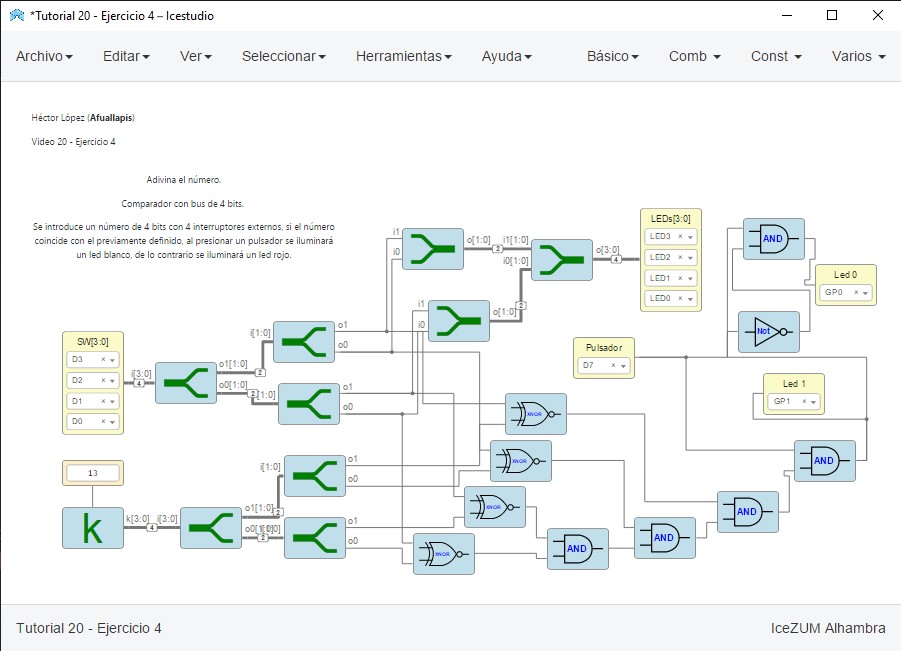 *Tutorial 20 - Ejercicio 4 – Icestudio
Archivo Editar Ver Seleccionar Herramientas Ayuda Básico Comb Const Varios
Héctor López (Afuallapis)
Video 20 - Ejercicio 4
Adivina el número.
Comparador con bus de 4 bits.
Se introduce un número de 4 bits con 4 interruptores externos, si el número
coincide con el previamente definido, al presionar un pulsador se iluminará
un led blanco, de lo contrario se iluminará un led rojo.
LEDs[3:0]
LED3
LED2
LED1
LED0
i1
i0
o[1:0]
2
i1[1:0]
i0[1:0]
o[3:0]
4
i1
i0
o[1:0]
2
AND
Led 0
GP0
Not
SW[3:0]
D3
D2
D1
D0
i[3:0]
4
o1[1:0]
o0[1:0]
2
2
i[1:0]
o1
o0
[1:0]
o1
o0
Pulsador
D7
Led 1
GP1
XNOR
XNOR
XNOR
XNOR
AND
AND
AND
AND
13
k
k[3:0]
4
i[3:0]
o1[1:0]
o0[1:0]
2
2
i[1:0]
o1
o0
o1
o0
Tutorial 20 - Ejercicio 4
IceZUM Alhambra